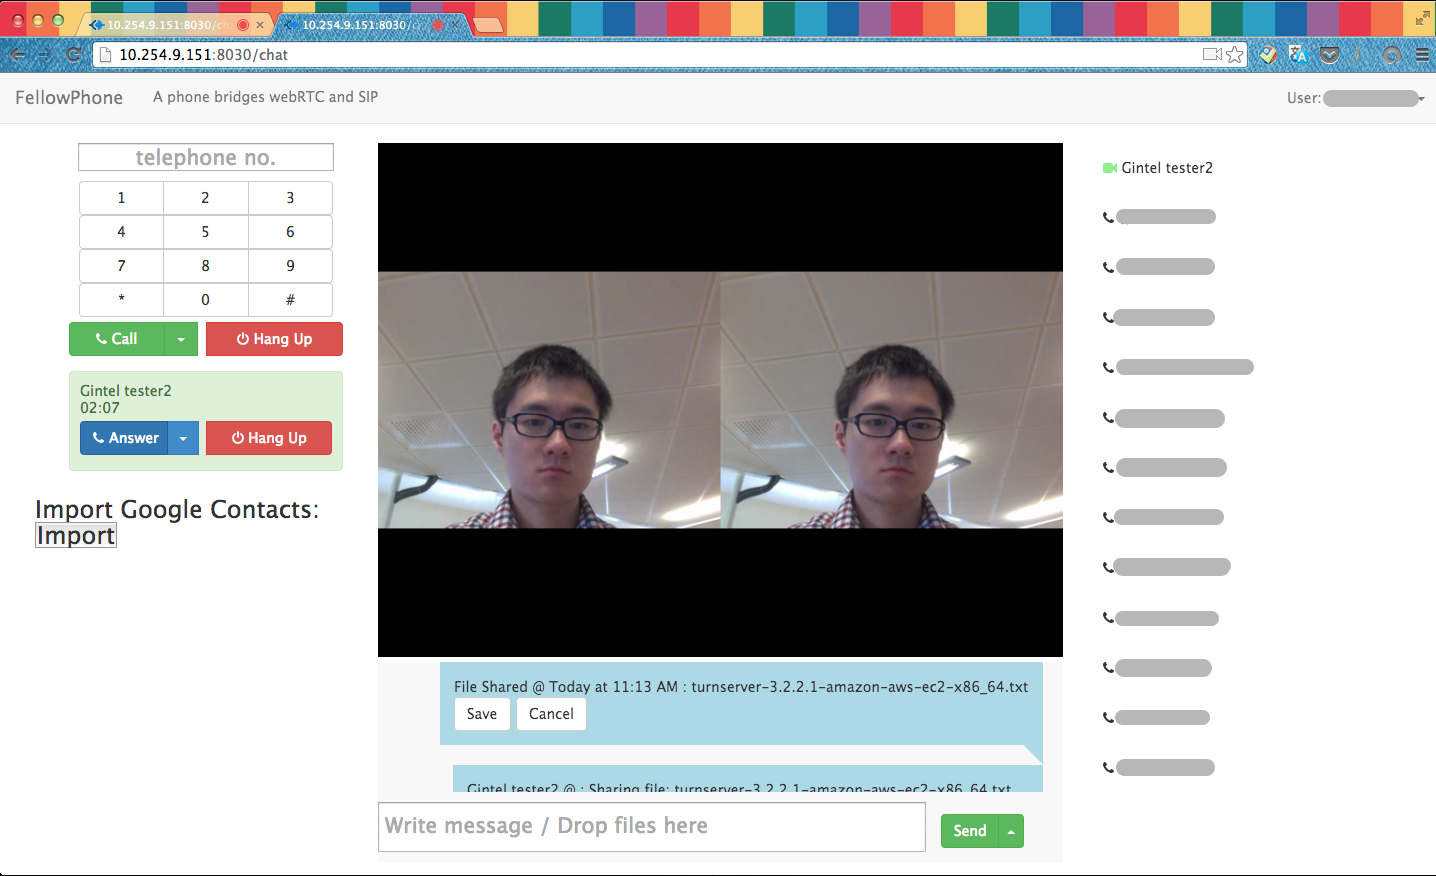 10.254.9.151:8030/ch
10.254.9.151:8030/c
10.254.9.151:8030/chat
FellowPhone
A phone bridges webRTC and SIP
User:
telephone no.
1 2 3
4 5 6
7 8 9
* 0 #
Call
Hang Up
Gintel tester2
02:07
Answer
Hang Up
Import Google Contacts:
Import
Gintel tester2
File Shared @ Today at 11:13 AM : turnserver-3.2.2.1-amazon-aws-ec2-x86_64.txt
Save
Cancel
Gintel tester2 @ : Sharing file: turnserver-3.2.2.1-amazon-aws-ec2-x86_64.txt
Write message / Drop files here
Send